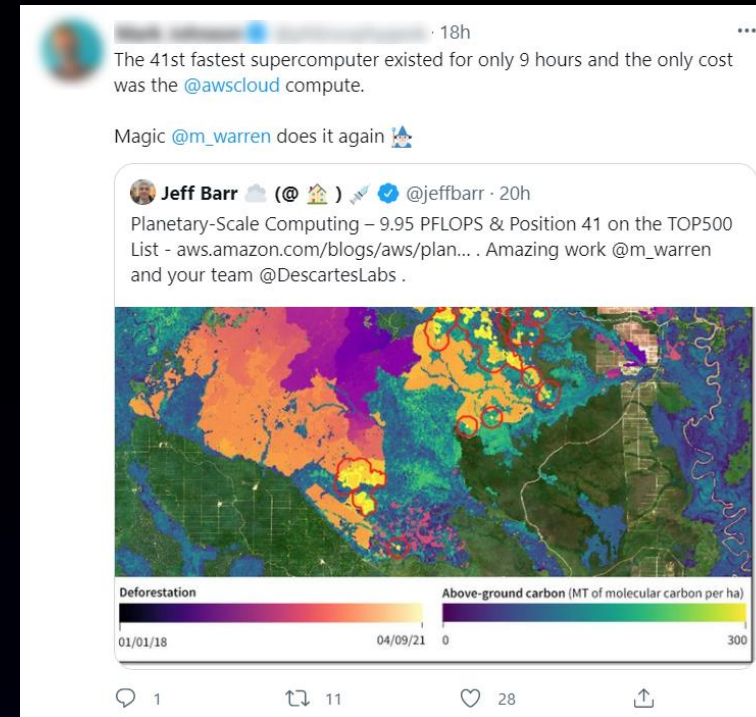 · 18h
The 41st fastest supercomputer existed for only 9 hours and the only cost
was the @awscloud compute.
Magic @m_warren does it again 🧙‍♂️
Jeff Barr ☁️ (@ 🏠 ) 💉 @jeffbarr · 20h
Planetary-Scale Computing – 9.95 PFLOPS & Position 41 on the TOP500
List - aws.amazon.com/blogs/aws/plan... . Amazing work @m_warren
and your team @DescartesLabs .
Deforestation
01/01/18 04/09/21
Above-ground carbon (MT of molecular carbon per ha)
0 300
1 11 28